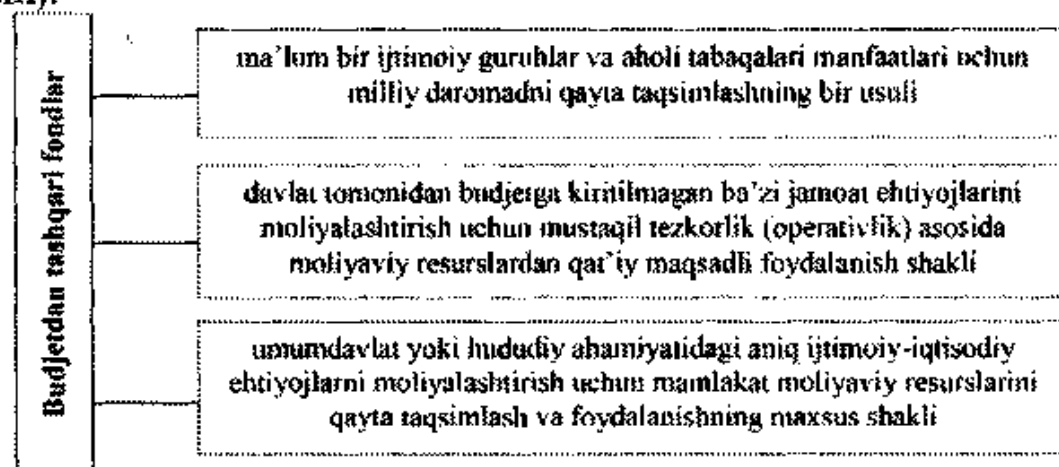 Budjetdan tashqari fondlar
ma’lum bir ijtimoiy guruhlar va aholi tabaqalari manfaatlari uchun
milliy daromadni qayta taqsimlashning bir usuli
davlat tomonidan budjetga kiritilmagan ba’zi jamoat ehtiyojlarini
moliyalashtirish uchun mustaqil tezkorlik (operativlik) asosida
moliyaviy resurslardan qat’iy maqsadli foydalanish shakli
umumdavlat yoki hududiy ahamiyatidagi aniq ijtimoiy-iqtisodiy
ehtiyojlarni moliyalashtirish uchun mamlakat moliyaviy resurslarini
qayta taqsimlash va foydalanishning maxsus shakli